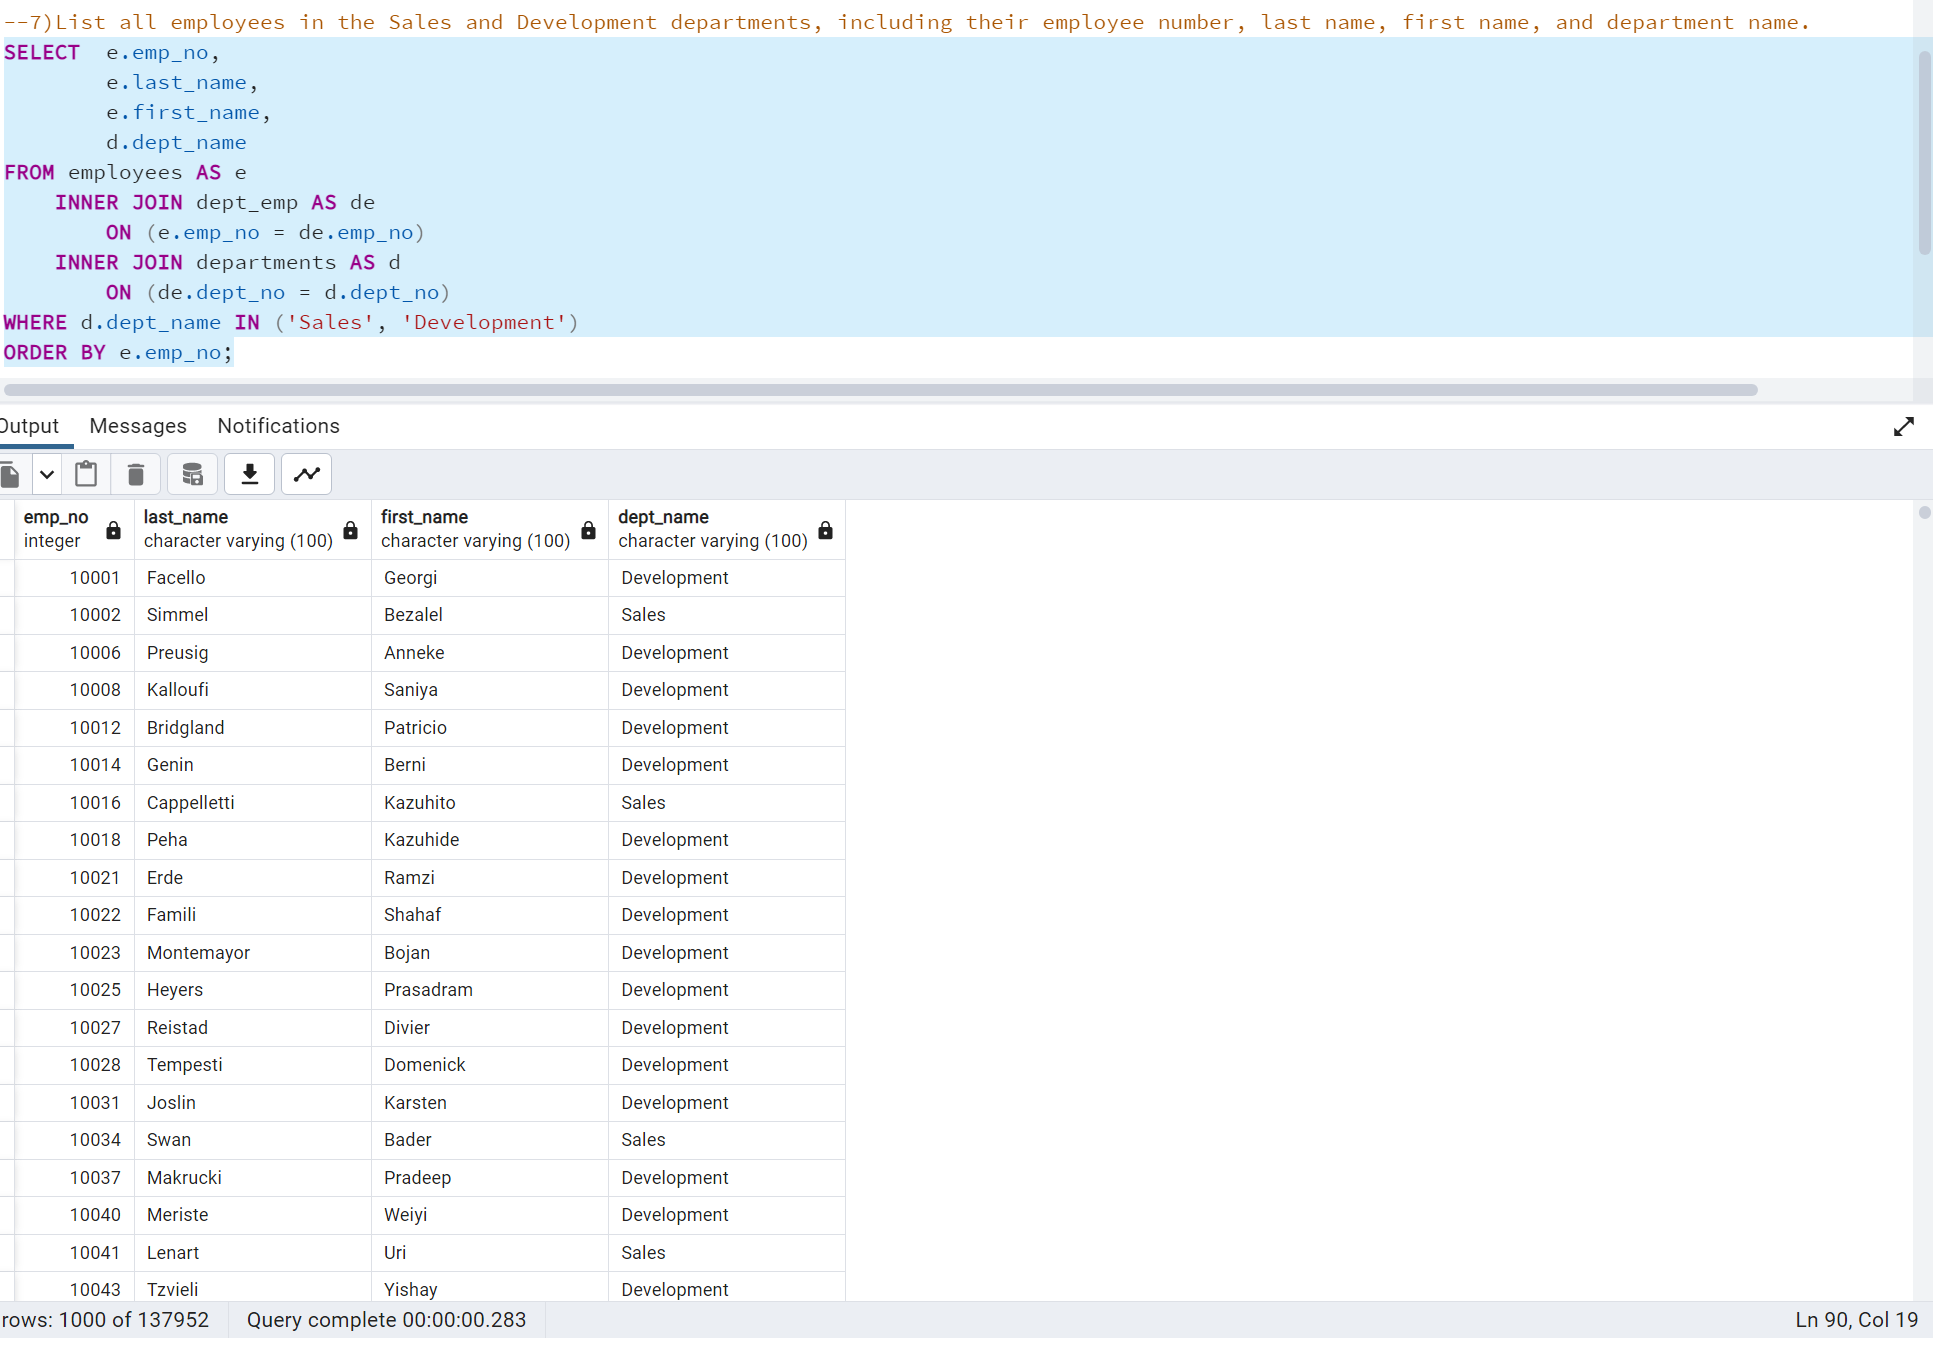 --7)List all employees in the Sales and Development departments, including their employee number, last name, first name, and department name.
SELECT  e.emp_no,
        e.last_name,
        e.first_name,
        d.dept_name
FROM employees AS e
    INNER JOIN dept_emp AS de
        ON (e.emp_no = de.emp_no)
    INNER JOIN departments AS d
        ON (de.dept_no = d.dept_no)
WHERE d.dept_name IN ('Sales', 'Development')
ORDER BY e.emp_no;
Output Messages Notifications
emp_no last_name first_name dept_name
integer character varying (100) character varying (100) character varying (100)
10001 Facello Georgi Development
10002 Simmel Bezalel Sales
10006 Preusig Anneke Development
10008 Kalloufi Saniya Development
10012 Bridgland Patricio Development
10014 Genin Berni Development
10016 Cappelletti Kazuhito Sales
10018 Peha Kazuhide Development
10021 Erde Ramzi Development
10022 Famili Shahaf Development
10023 Montemayor Bojan Development
10025 Heyers Prasadram Development
10027 Reistad Divier Development
10028 Tempesti Domenick Development
10031 Joslin Karsten Development
10034 Swan Bader Sales
10037 Makrucki Pradeep Development
10040 Meriste Weiyi Development
10041 Lenart Uri Sales
10043 Tzvieli Yishay Development
rows: 1000 of 137952 Query complete 00:00:00.283 Ln 90, Col 19